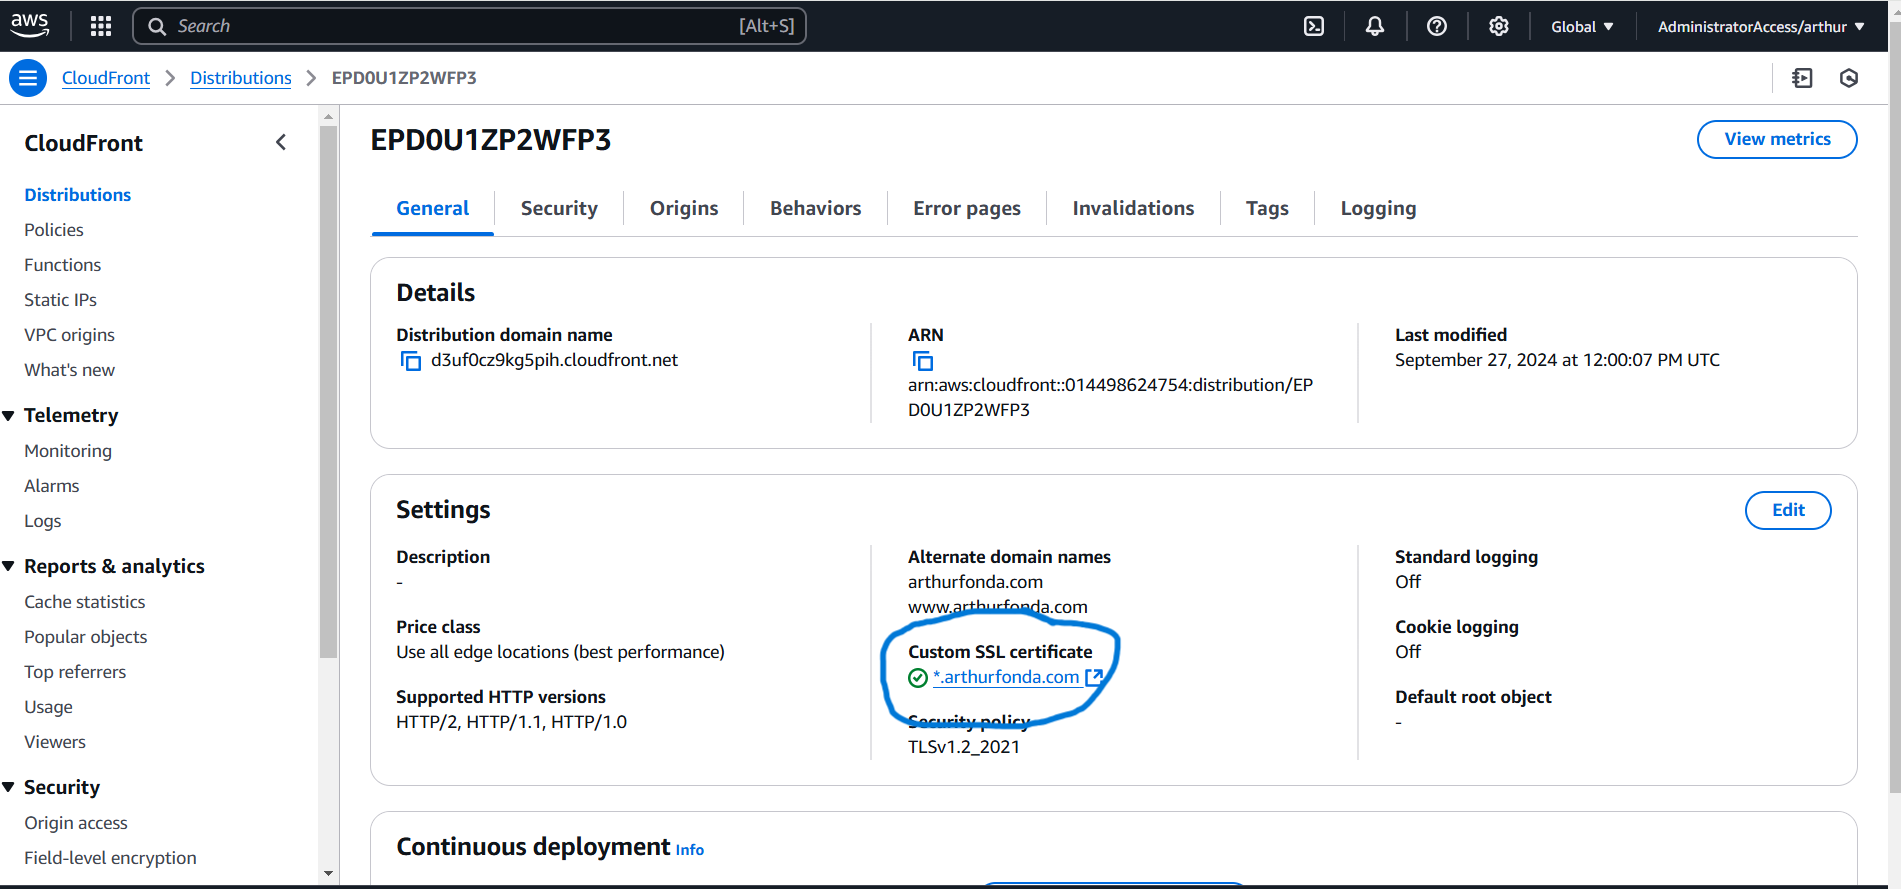 aws
Search [Alt+S]
Global
AdministratorAccess/arthur
CloudFront
Distributions
EPD0U1ZP2WFP3
CloudFront
Distributions
Policies
Functions
Static IPs
VPC origins
What's new
Telemetry
Monitoring
Alarms
Logs
Reports & analytics
Cache statistics
Popular objects
Top referrers
Usage
Viewers
Security
Origin access
Field-level encryption
EPD0U1ZP2WFP3
View metrics
General
Security
Origins
Behaviors
Error pages
Invalidations
Tags
Logging
Details
Distribution domain name
d3uf0cz9kg5pih.cloudfront.net
ARN
arn:aws:cloudfront::014498624754:distribution/EP
D0U1ZP2WFP3
Last modified
September 27, 2024 at 12:00:07 PM UTC
Settings
Edit
Description
-
Price class
Use all edge locations (best performance)
Supported HTTP versions
HTTP/2, HTTP/1.1, HTTP/1.0
Alternate domain names
arthurfonda.com
www.arthurfonda.com
Custom SSL certificate
*.arthurfonda.com
Security policy
TLSv1.2_2021
Standard logging
Off
Cookie logging
Off
Default root object
-
Continuous deployment Info